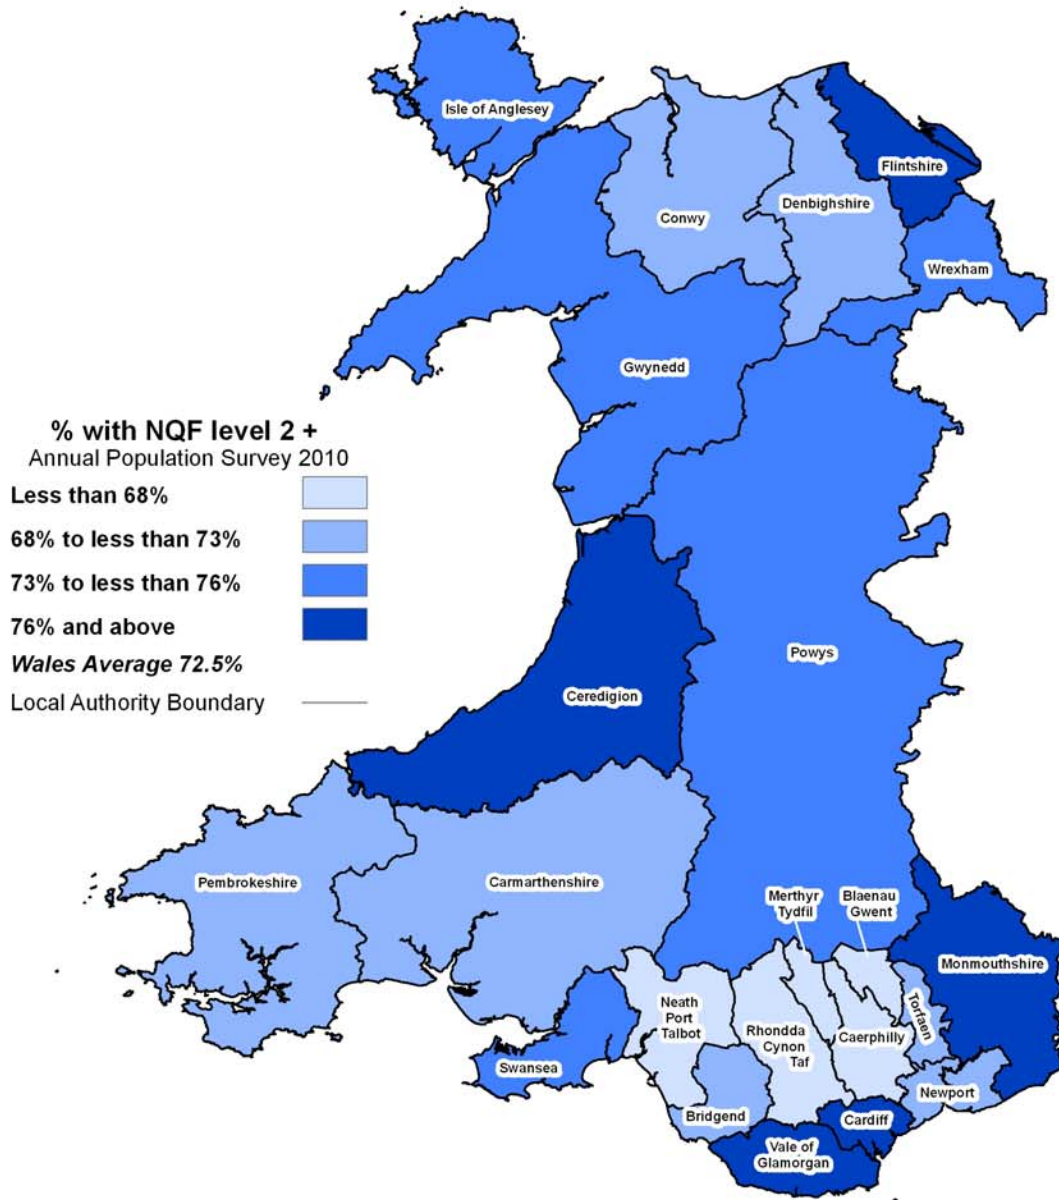 Isle of Anglesey
Flintshire
Denbighshire
Conwy
Wrexham
Gwynedd
% with NQF level 2 +
Annual Population Survey 2010
Less than 68%
68% to less than 73%
73% to less than 76%
76% and above
Wales Average 72.5%
Local Authority Boundary
Powys
Ceredigion
Pembrokeshire
Carmarthenshire
Merthyr
Tydfil
Blaenau
Gwent
Monmouthshire
Neath
Port
Talbot
Rhondda
Cynon
Taf
Caerphilly
Torfaen
Swansea
Newport
Bridgend
Cardiff
Vale of
Glamorgan